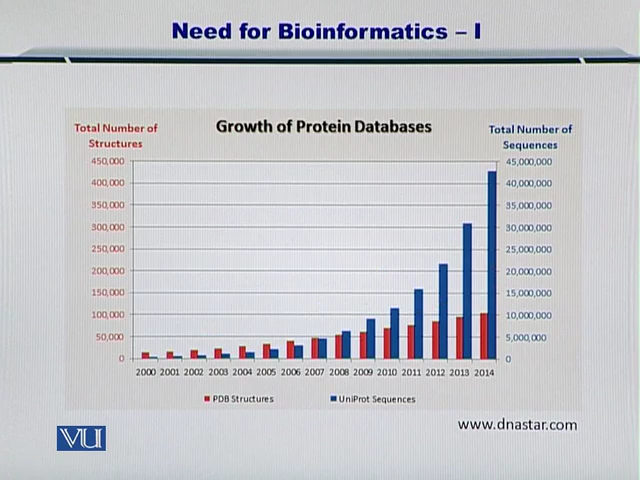 Need for Bioinformatics – I
Total Number of
Structures
Growth of Protein Databases
Total Number of
Sequences
450,000
45,000,000
400,000
40,000,000
350,000
35,000,000
300,000
30,000,000
250,000
25,000,000
200,000
20,000,000
150,000
15,000,000
100,000
10,000,000
50,000
5,000,000
0
0
2000 2001 2002 2003 2004 2005 2006 2007 2008 2009 2010 2011 2012 2013 2014
PDB Structures
UniProt Sequences
www.dnastar.com
VU